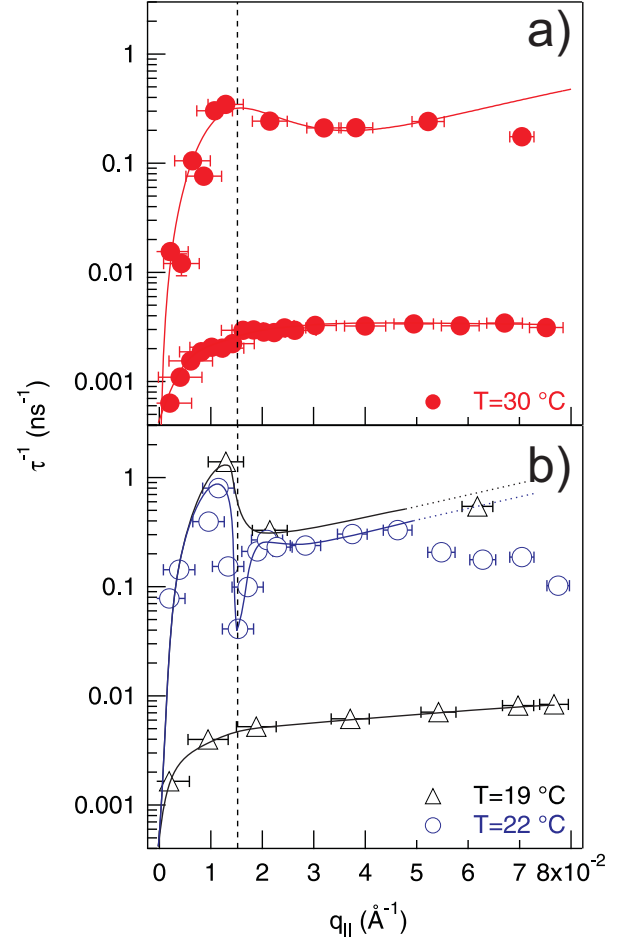 a)
1
0.1
0.01
0.001
T=30 °C
τ⁻¹ (ns⁻¹)
b)
1
0.1
0.01
0.001
T=19 °C
T=22 °C
0 1 2 3 4 5 6 7 8x10⁻²
q_|| (Å⁻¹)